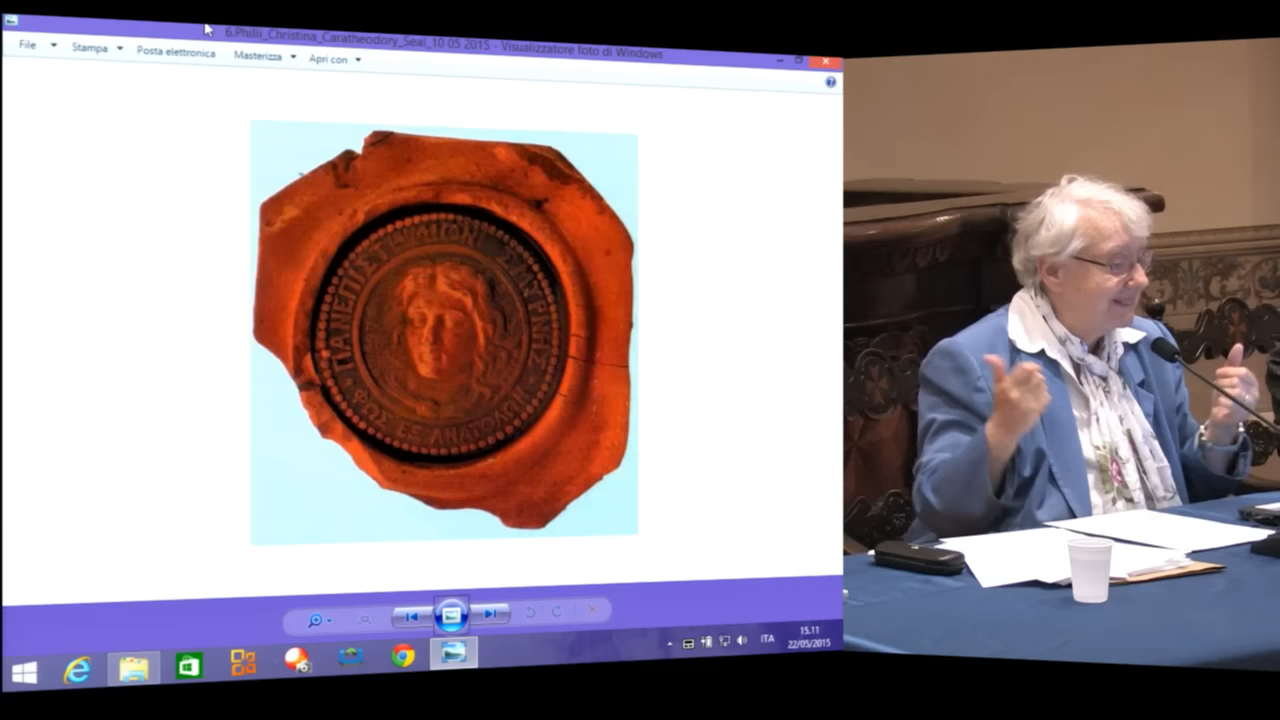 6.Philli_Christina_Caratheodory_Seal_10 05 2015 - Visualizzatore foto di Windows
File Stampa Posta elettronica Masterizza Apri con
ΠΑΝΕΠΙΣΤΗΜΙΟΝ ΣΜΥΡΝΗΣ
ΦΩΣ ΕΞ ΑΝΑΤΟΛΩΝ
ITA
15.11
22/05/2015